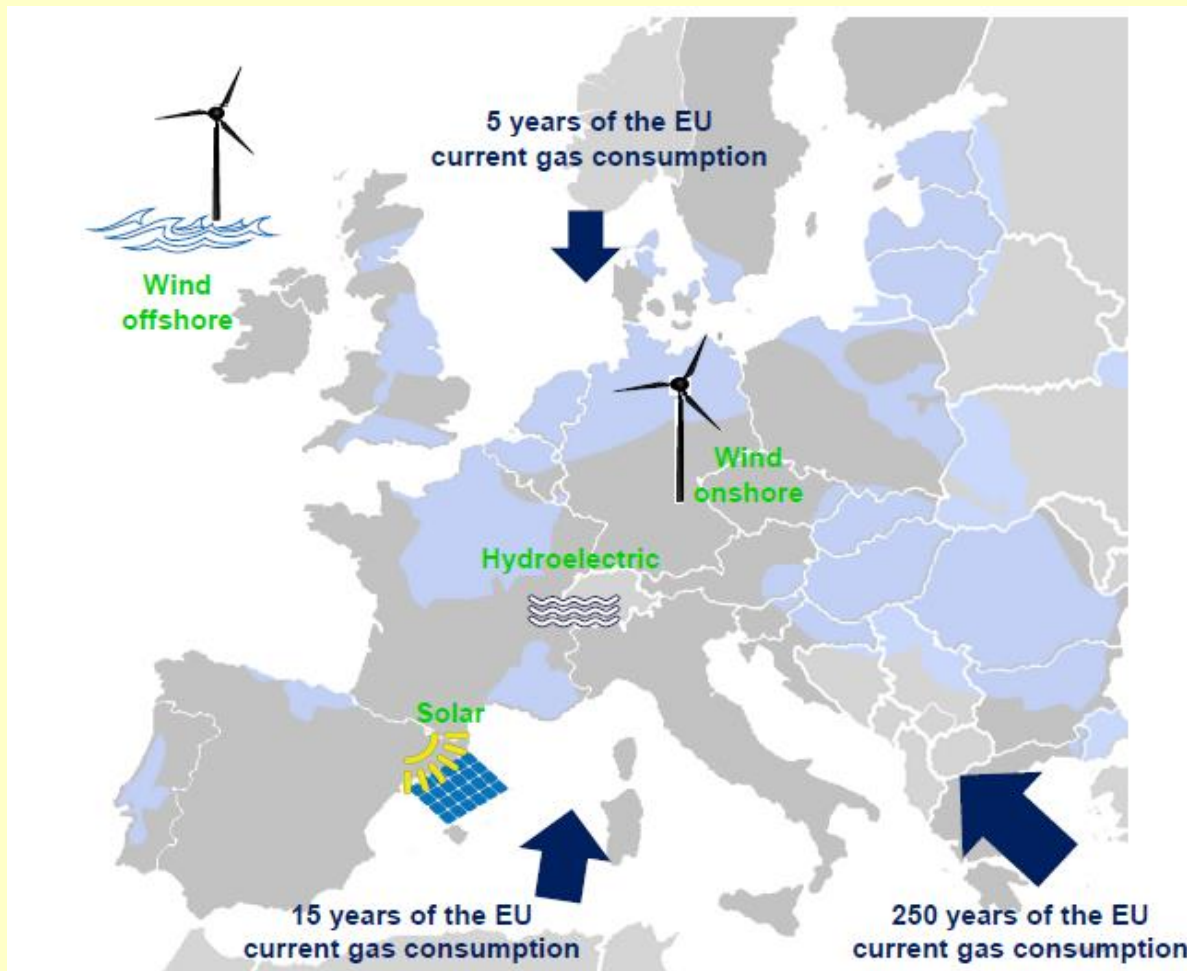 5 years of the EU
current gas consumption
Wind
offshore
Wind
onshore
Hydroelectric
Solar
15 years of the EU
current gas consumption
250 years of the EU
current gas consumption